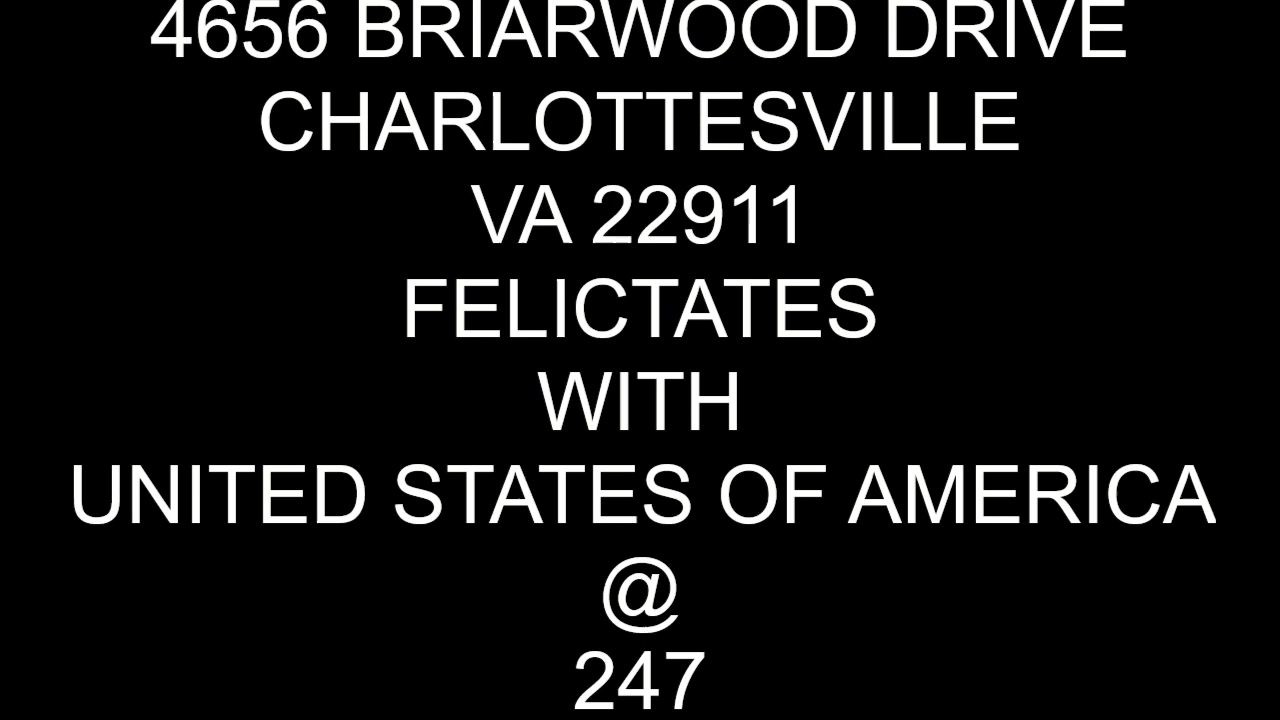 4656 BRIARWOOD DRIVE
CHARLOTTESVILLE
VA 22911
FELICTATES
WITH
UNITED STATES OF AMERICA
@
247